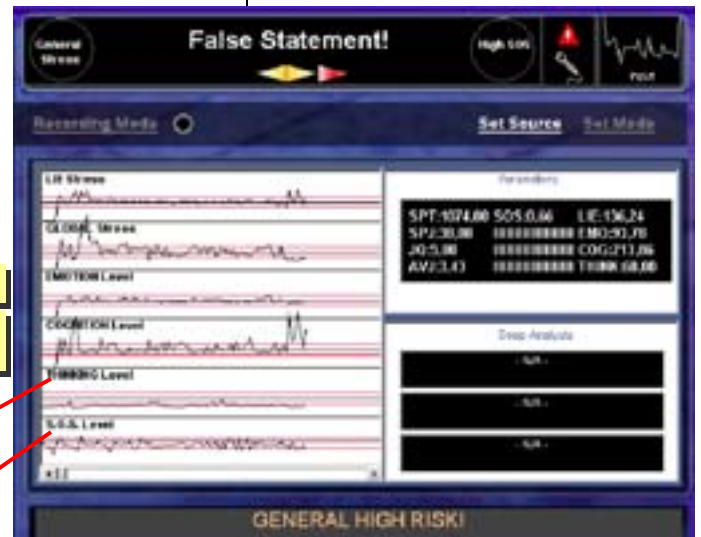 General
Stress
False Statement!
High SOS
Recording Mode
Set Source
Set Mode
LIE Stress
GLOBAL Stress
EMOTION Level
COGNITION Level
THINKING Level
S.O.S. Level
Parameters
SPT:1074,00 SOS:0,66 LIE:136,24
SPJ:38,00 EMO:93,78
JQ:5,00 COG:213,86
AVJ:3,43 THINK:68,00
Deep Analysis
- N/A -
- N/A -
- N/A -
GENERAL HIGH RISK!